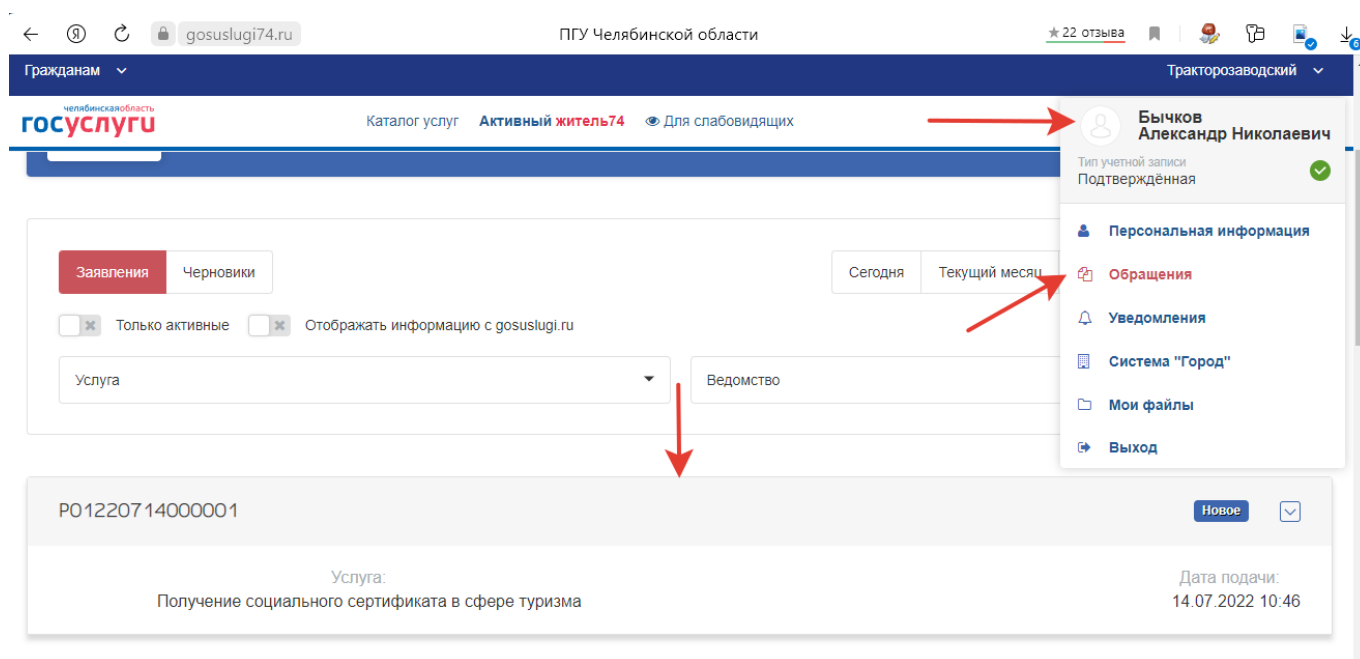 gosuslugi74.ru
ПГУ Челябинской области
22 отзыва
6
Гражданам
Тракторозаводский
челябинскаяобласть
госуслуги
Каталог услуг
Активный житель74
Для слабовидящих
Бычков
Александр Николаевич
Тип учетной записи
Подтверждённая
Персональная информация
Обращения
Уведомления
Система "Город"
Мои файлы
Выход
Заявления
Черновики
Сегодня
Текущий месяц
Только активные
Отображать информацию с gosuslugi.ru
Услуга
Ведомство
P01220714000001
Новое
Услуга:
Получение социального сертификата в сфере туризма
Дата подачи:
14.07.2022 10:46